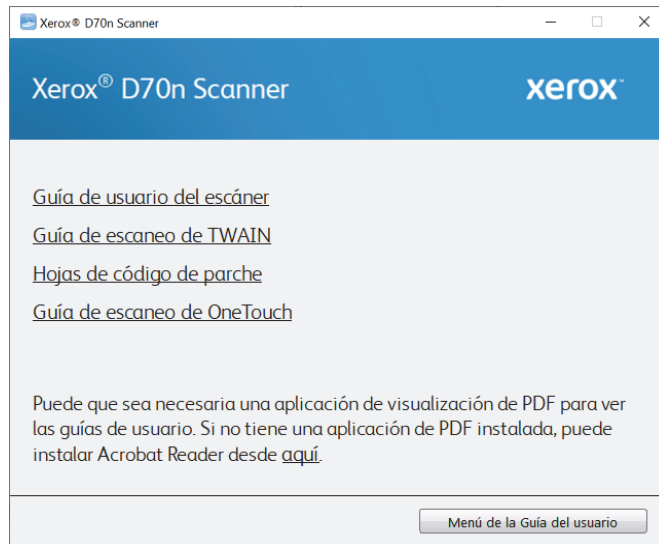 Xerox® D70n Scanner
Xerox® D70n Scanner
xerox™
Guía de usuario del escáner
Guía de escaneo de TWAIN
Hojas de código de parche
Guía de escaneo de OneTouch
Puede que sea necesaria una aplicación de visualización de PDF para ver
las guías de usuario. Si no tiene una aplicación de PDF instalada, puede
instalar Acrobat Reader desde aquí.
Menú de la Guía del usuario